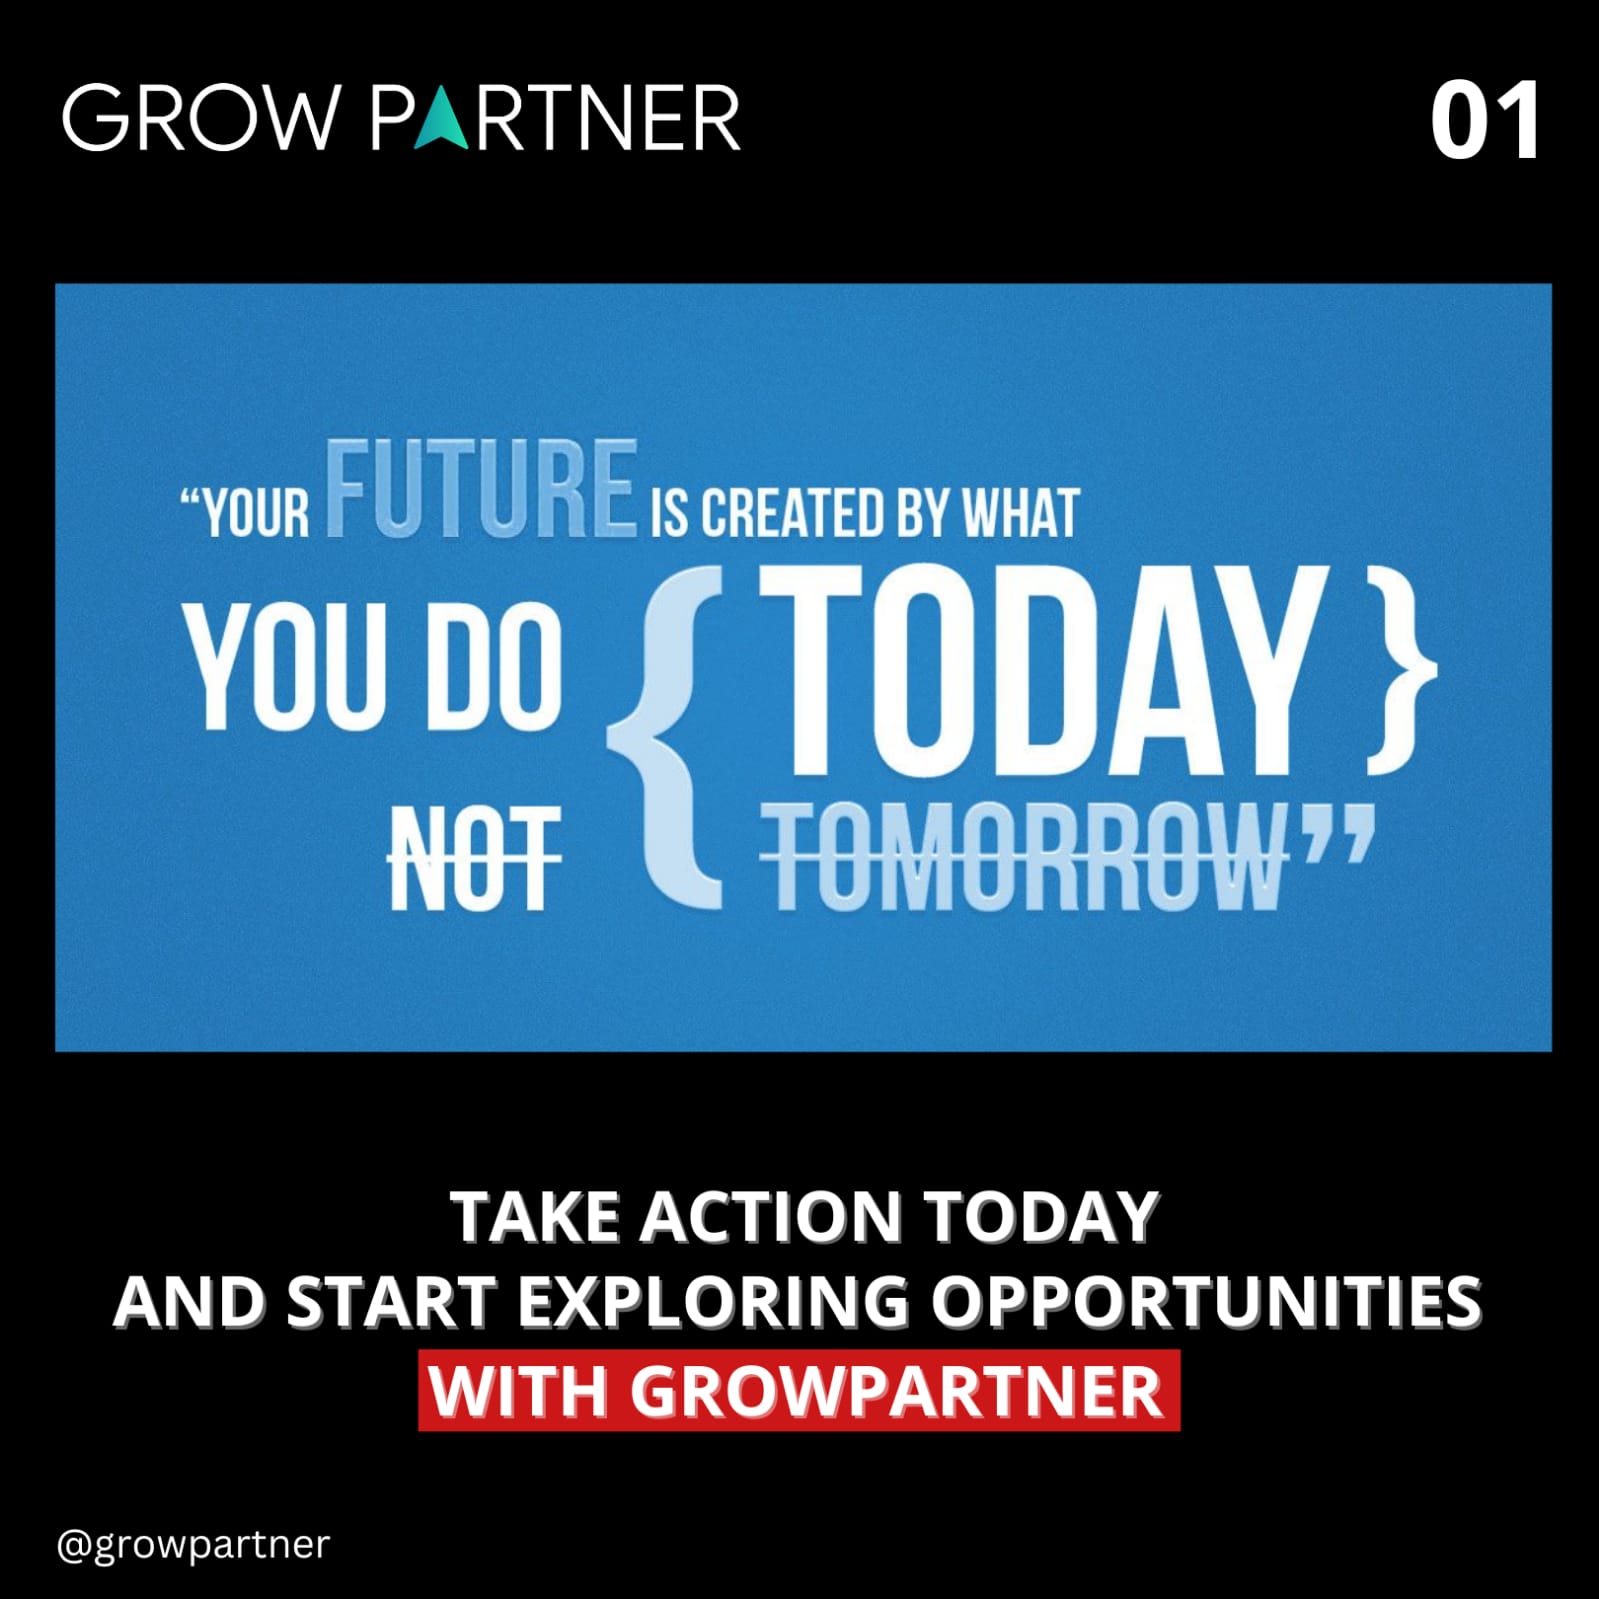 GROW PARTNER
01
“YOUR FUTURE IS CREATED BY WHAT
YOU DO { TODAY }
NOT TOMORROW”
TAKE ACTION TODAY
AND START EXPLORING OPPORTUNITIES
WITH GROWPARTNER
@growpartner